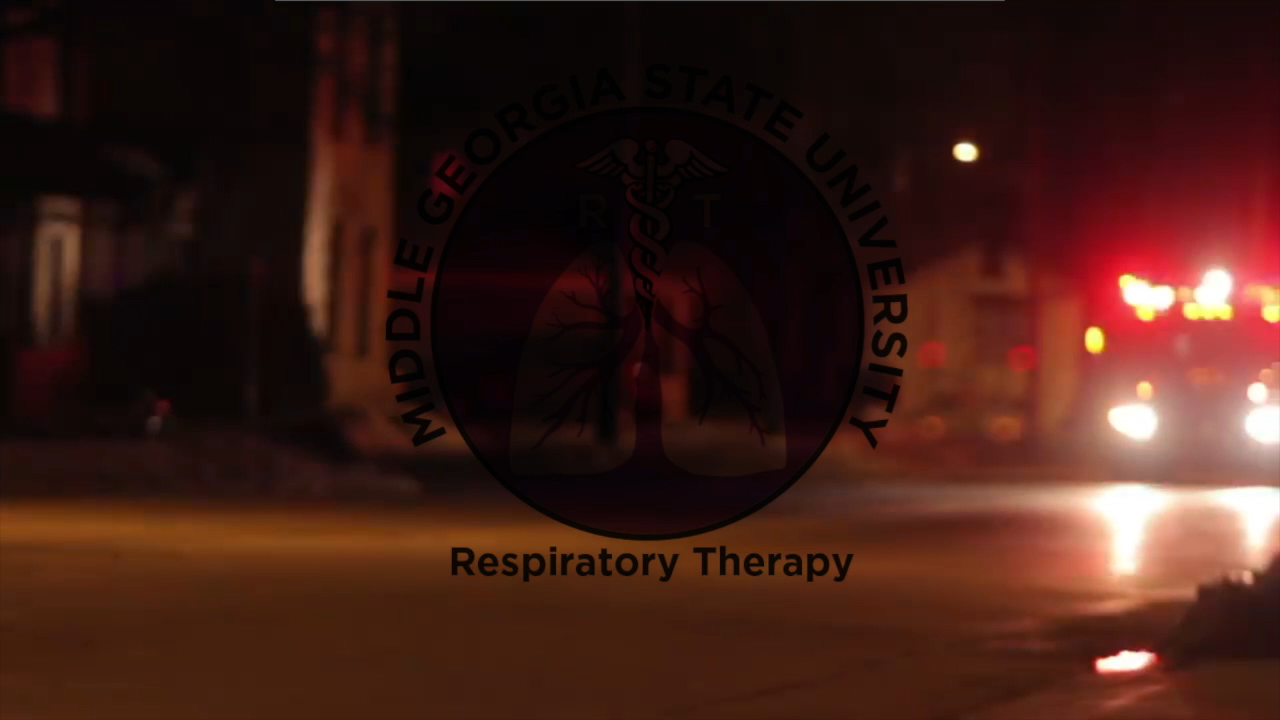 MIDDLE GEORGIA STATE UNIVERSITY
R T
Respiratory Therapy